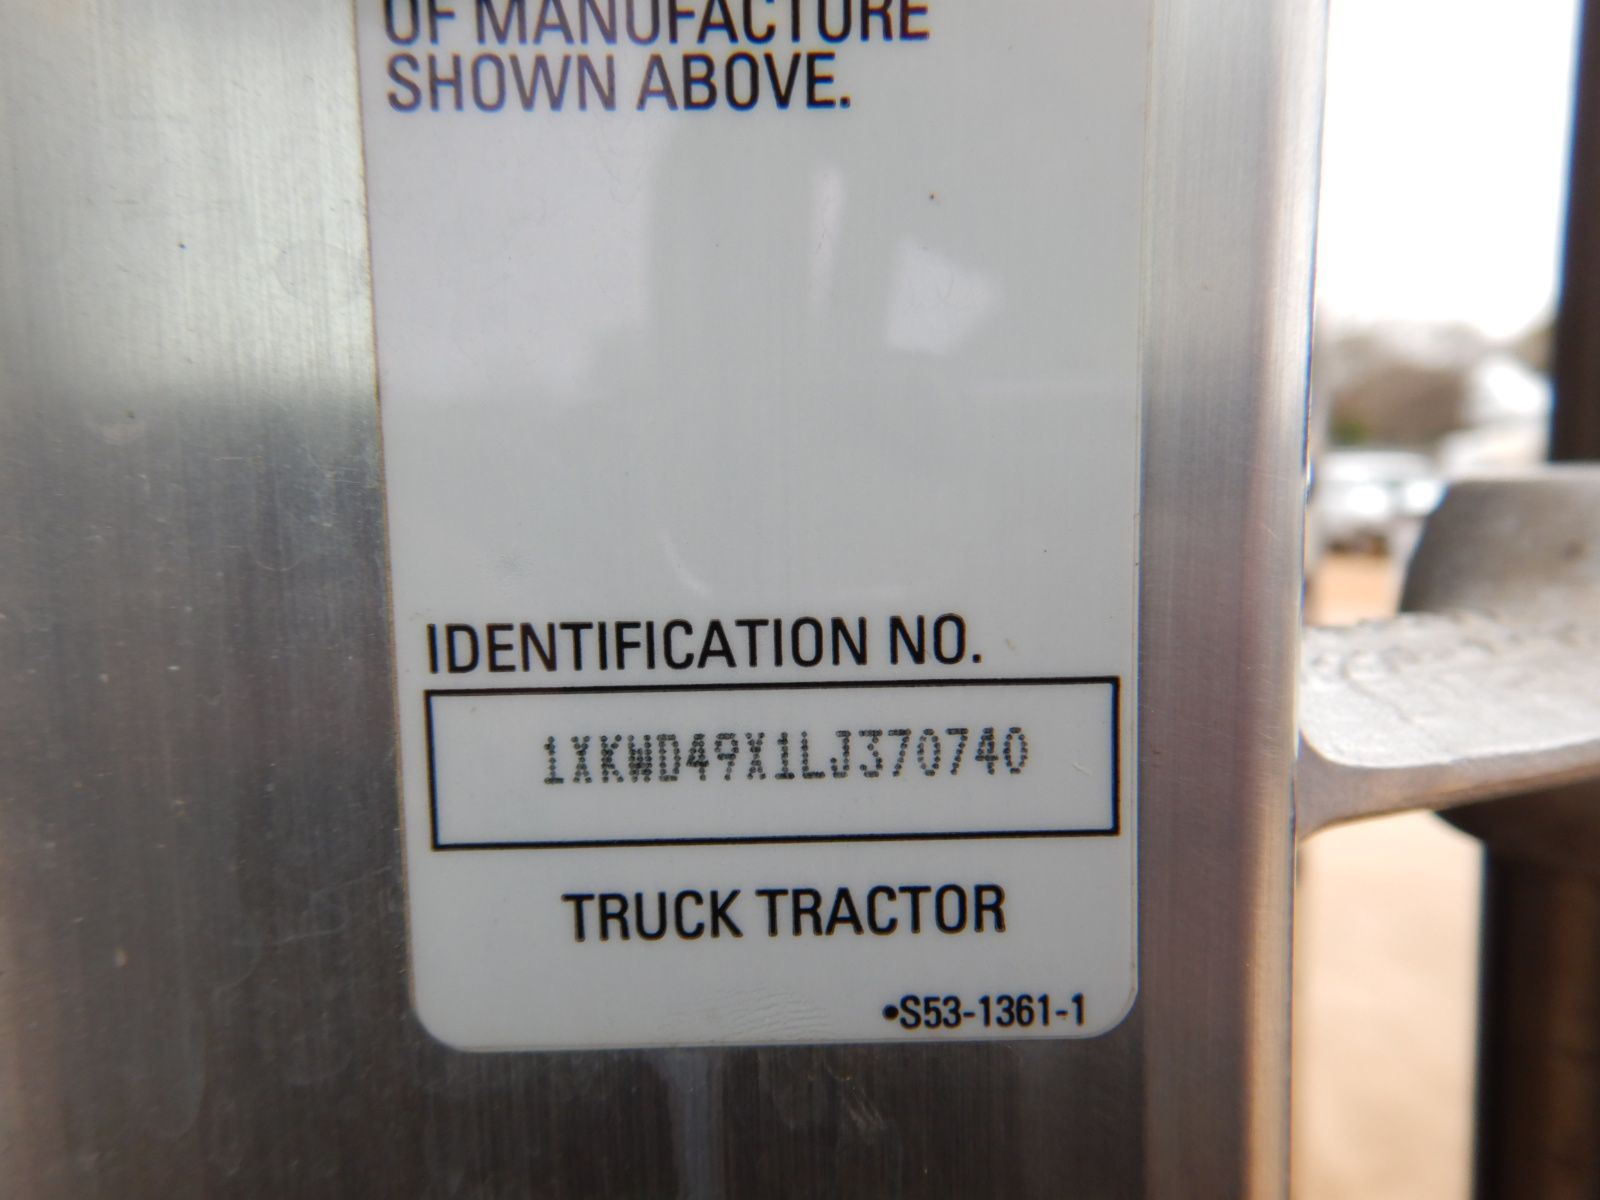 OF MANUFACTURE
SHOWN ABOVE.
IDENTIFICATION NO.
1XKWD49X1LJ370740
TRUCK TRACTOR
•S53-1361-1